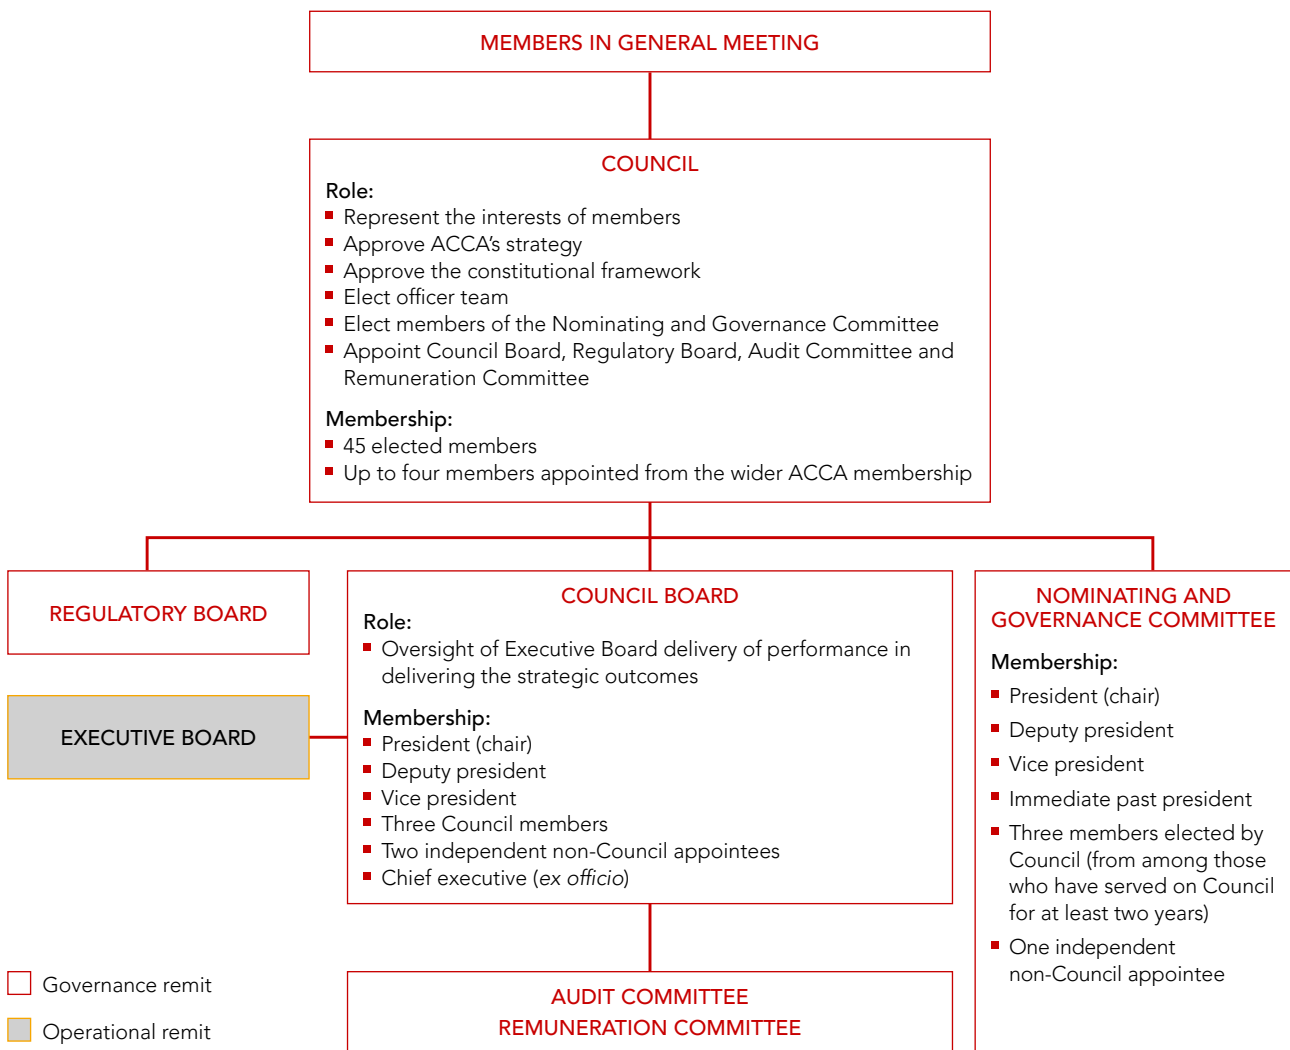 MEMBERS IN GENERAL MEETING
COUNCIL
Role:
Represent the interests of members
Approve ACCA's strategy
Approve the constitutional framework
Elect officer team
Elect members of the Nominating and Governance Committee
Appoint Council Board, Regulatory Board, Audit Committee and
Remuneration Committee
Membership:
45 elected members
Up to four members appointed from the wider ACCA membership
REGULATORY BOARD
EXECUTIVE BOARD
COUNCIL BOARD
Role:
Oversight of Executive Board delivery of performance in
delivering the strategic outcomes
Membership:
President (chair)
Deputy president
Vice president
Three Council members
Two independent non-Council appointees
Chief executive (ex officio)
NOMINATING AND
GOVERNANCE COMMITTEE
Membership:
President (chair)
Deputy president
Vice president
Immediate past president
Three members elected by
Council (from among those
who have served on Council
for at least two years)
One independent
non-Council appointee
AUDIT COMMITTEE
REMUNERATION COMMITTEE
Governance remit
Operational remit